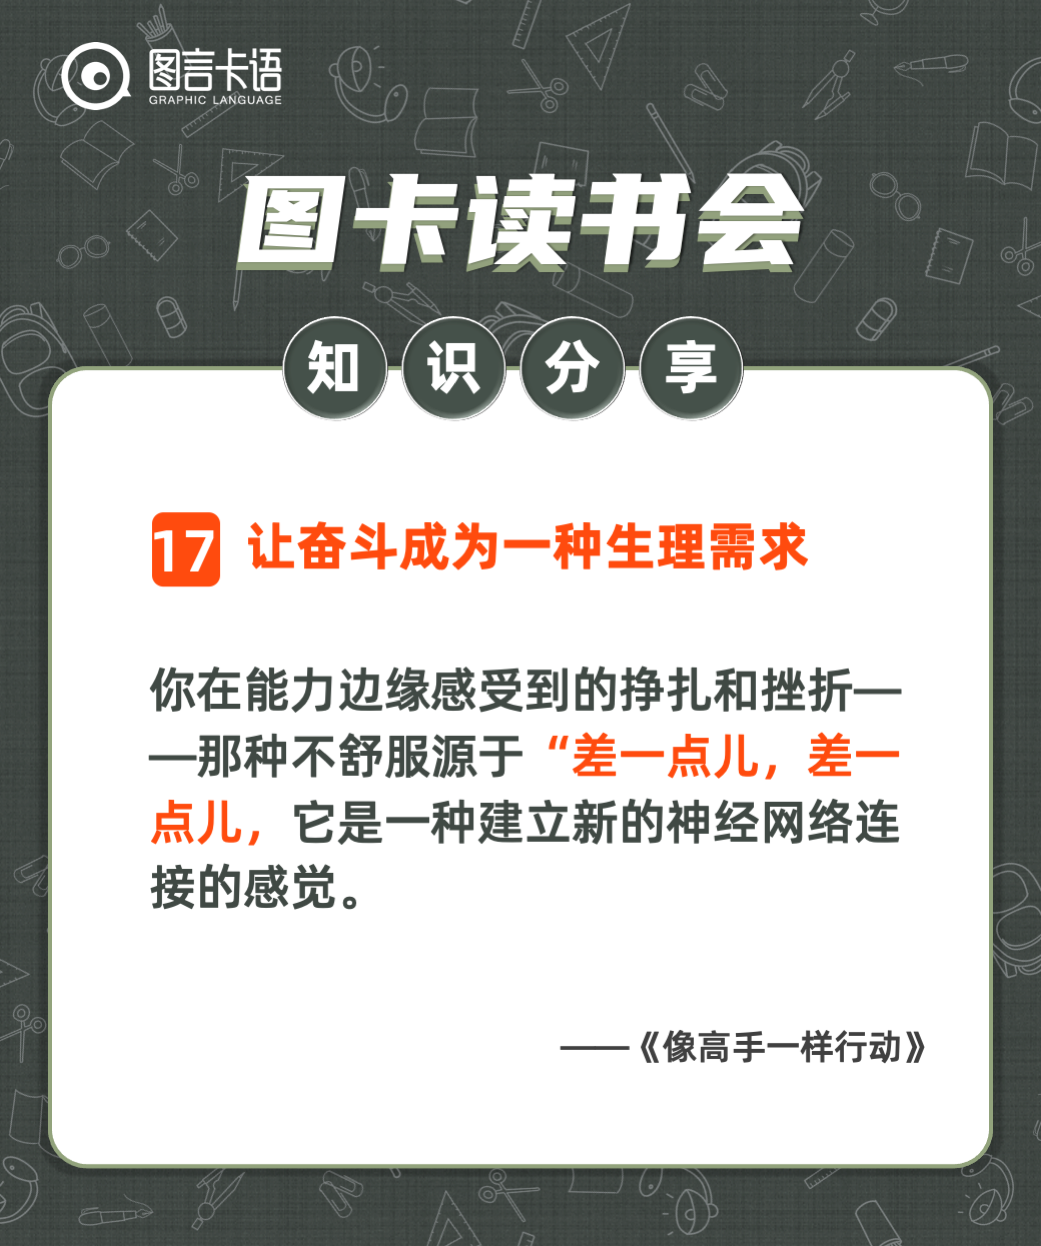 图言卡语
GRAPHIC LANGUAGE
图卡读书会
知识分享
17 让奋斗成为一种生理需求
你在能力边缘感受到的挣扎和挫折—
—那种不舒服源于“差一点儿，差一
点儿，它是一种建立新的神经网络连
接的感觉。
——《像高手一样行动》